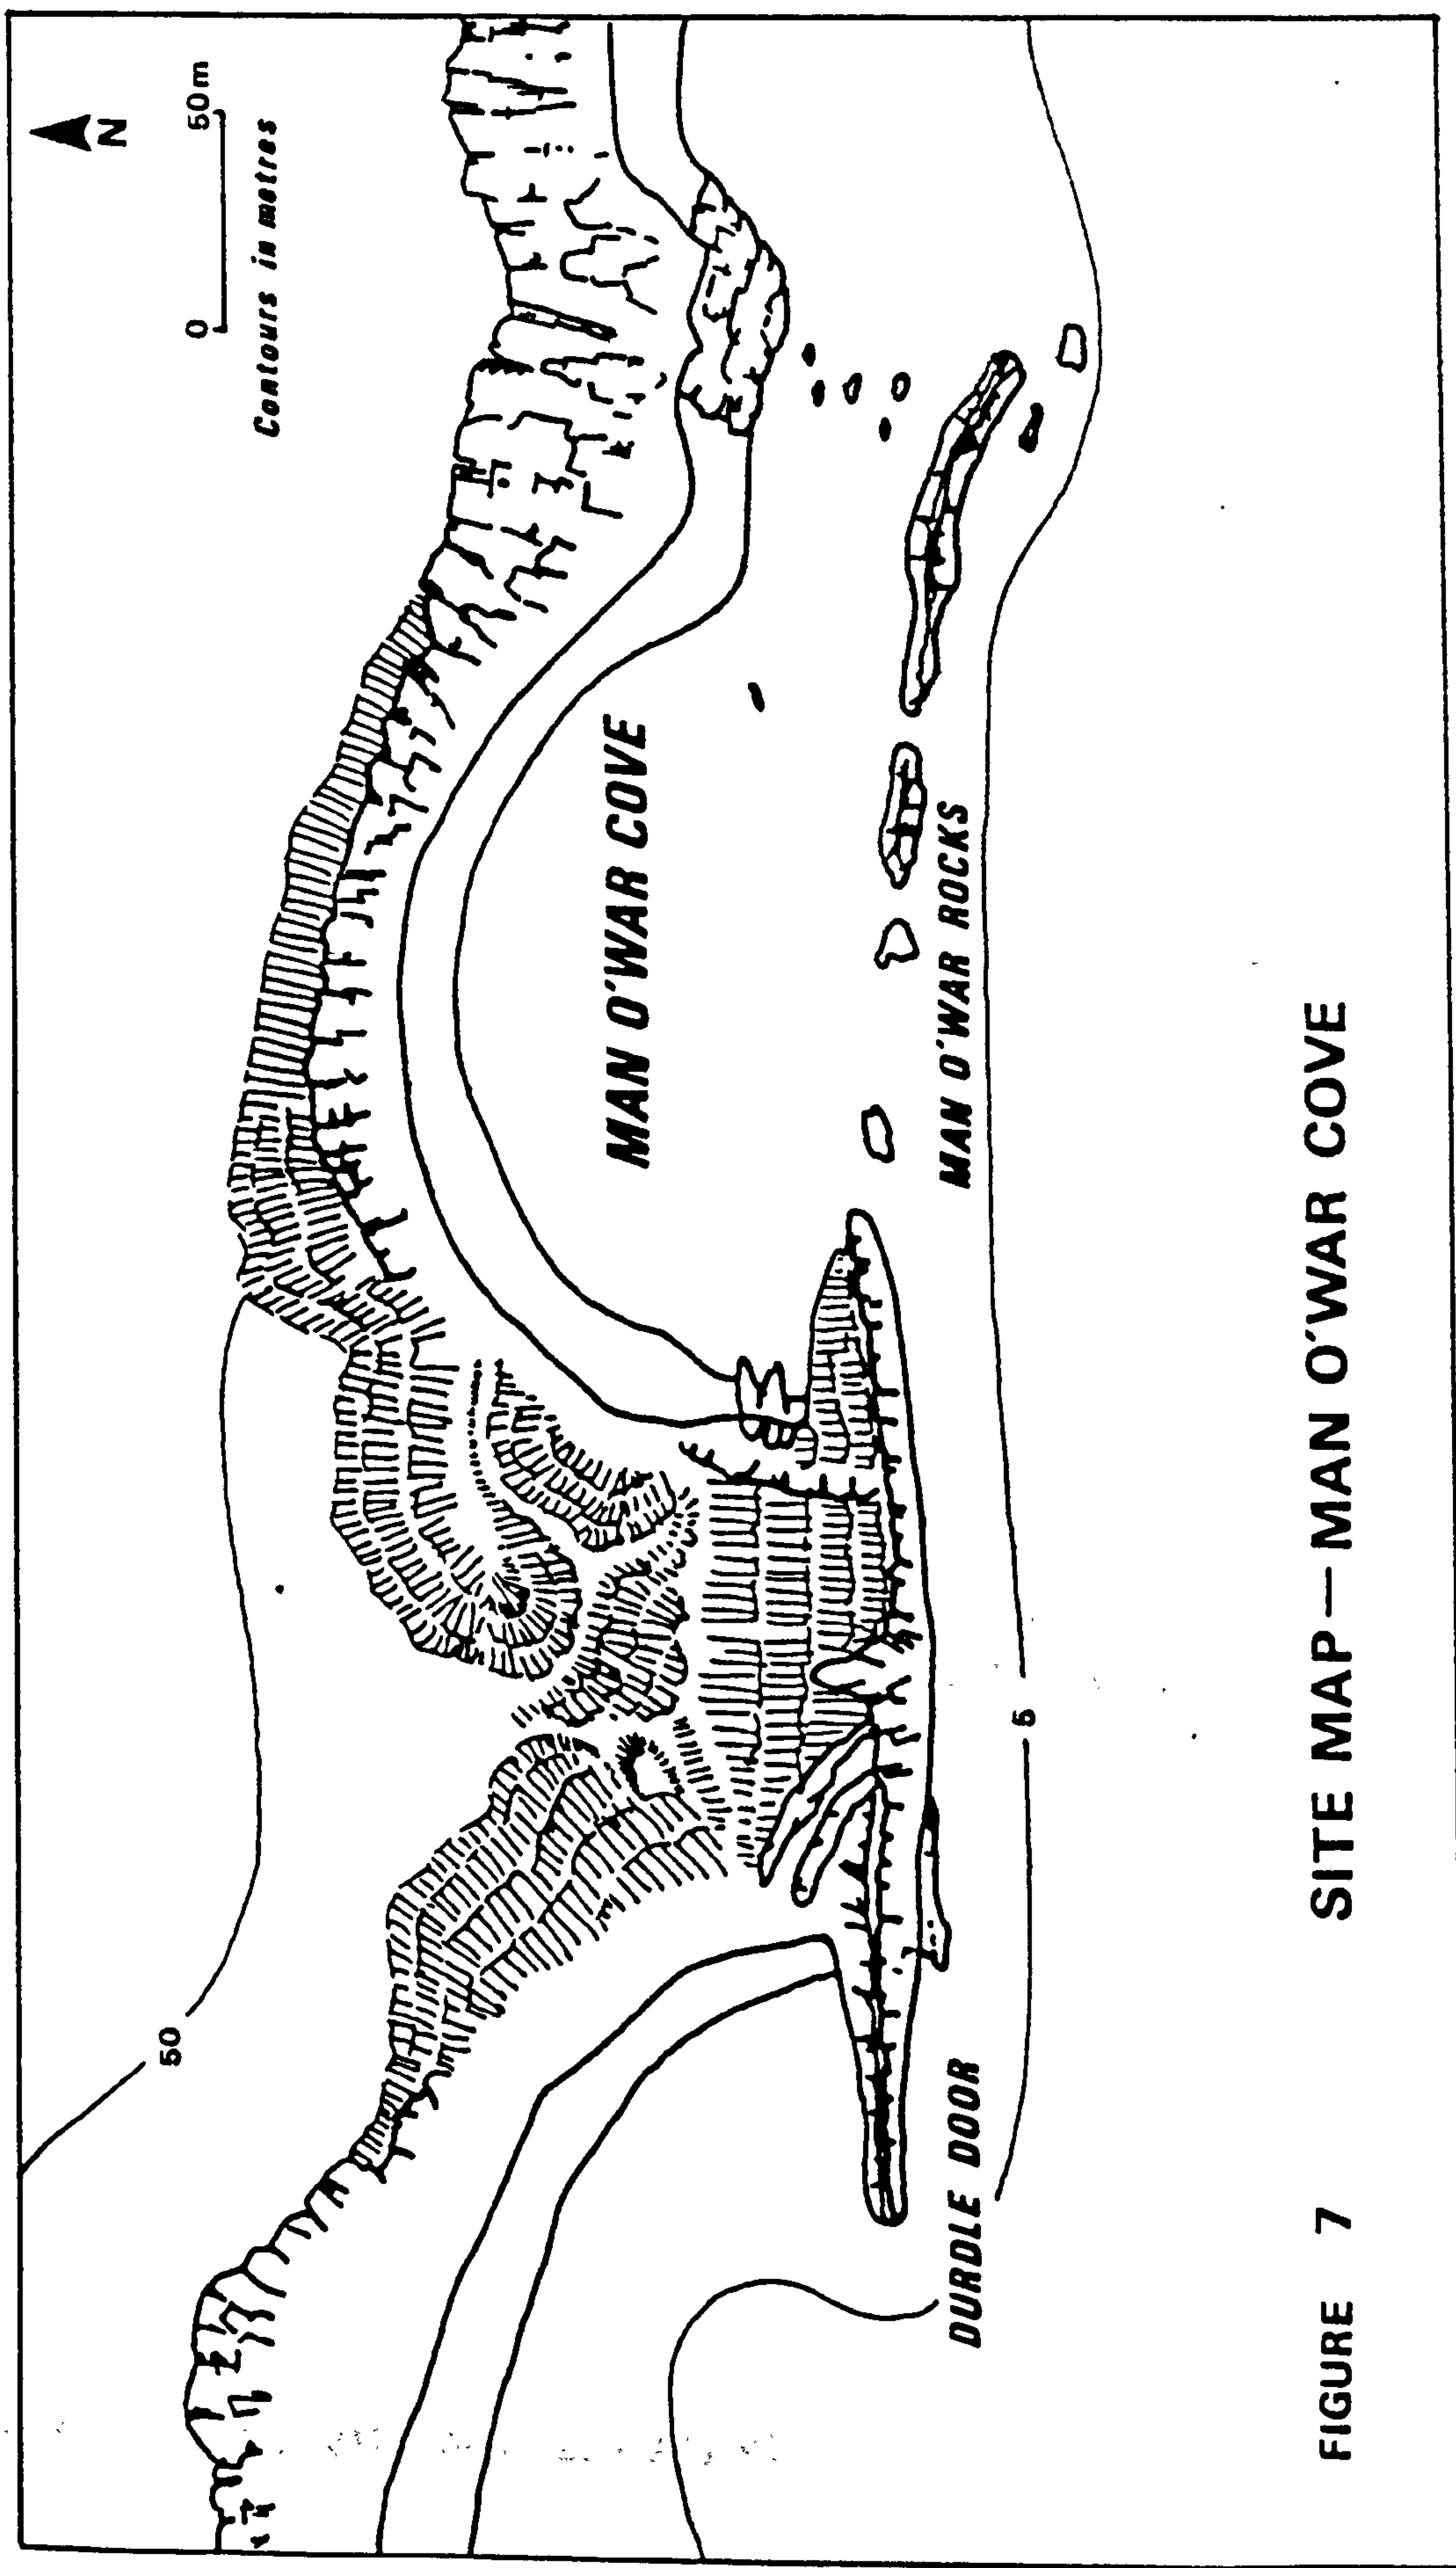 N
0 50m
Contours in metres
50
MAN O'WAR COVE
MAN O'WAR ROCKS
DURDLE DOOR
5
FIGURE 7 SITE MAP — MAN O'WAR COVE